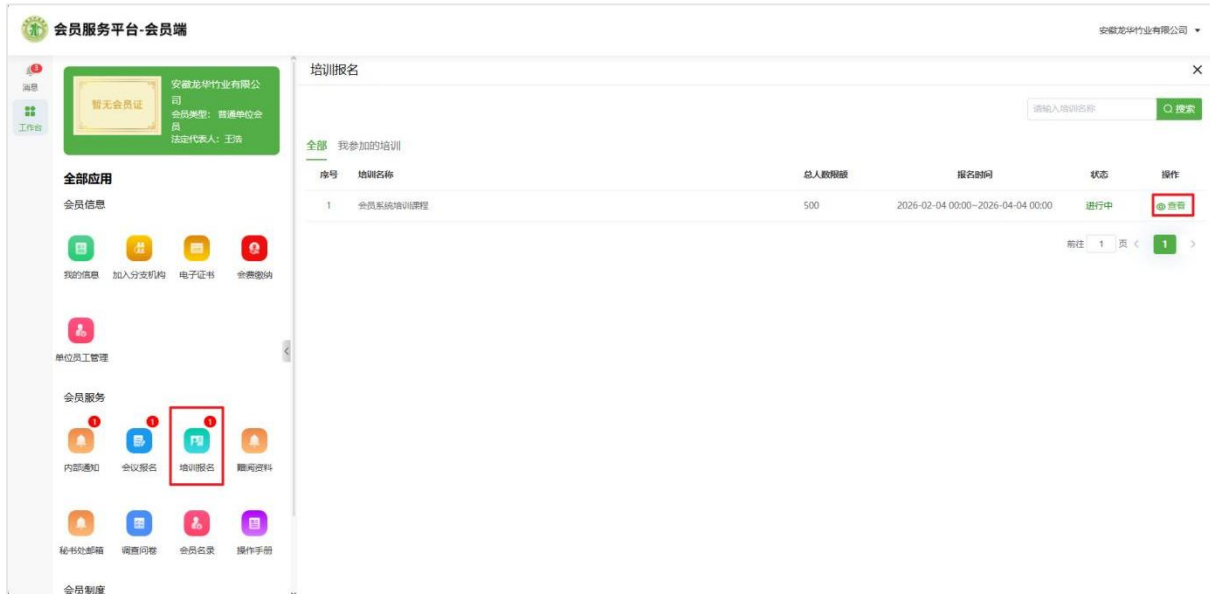 会员服务平台-会员端
安徽龙华竹业有限公司
3
消息
工作台
暂无会员证
安徽龙华竹业有限公
司
会员类型：普通单位会
员
法定代表人：王浩
全部应用
会员信息
我的信息 加入分支机构 电子证书 会费缴纳
单位员工管理
会员服务
1 1 1
内部通知 会议报名 培训报名 赠阅资料
秘书处邮箱 调查问卷 会员名录 操作手册
会员制度
培训报名
请输入培训名称 搜索
全部 我参加的培训
序号 培训名称 总人数限额 报名时间 状态 操作
1 会员系统培训课程 500 2026-02-04 00:00~2026-04-04 00:00 进行中 查看
前往 1 页 < 1 >